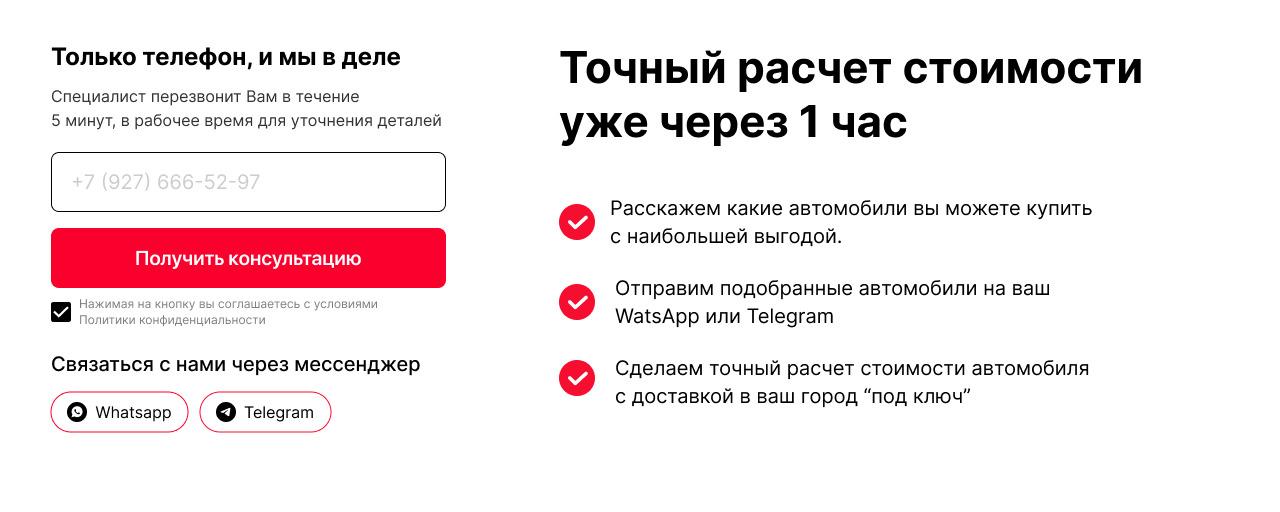 Только телефон, и мы в деле
Специалист перезвонит Вам в течение
5 минут, в рабочее время для уточнения деталей
+7 (927) 666-52-97
Получить консультацию
Нажимая на кнопку вы соглашаетесь с условиями
Политики конфиденциальности
Связаться с нами через мессенджер
Whatsapp
Telegram
Точный расчет стоимости
уже через 1 час
Расскажем какие автомобили вы можете купить
с наибольшей выгодой.
Отправим подобранные автомобили на ваш
WatsApp или Telegram
Сделаем точный расчет стоимости автомобиля
с доставкой в ваш город “под ключ”